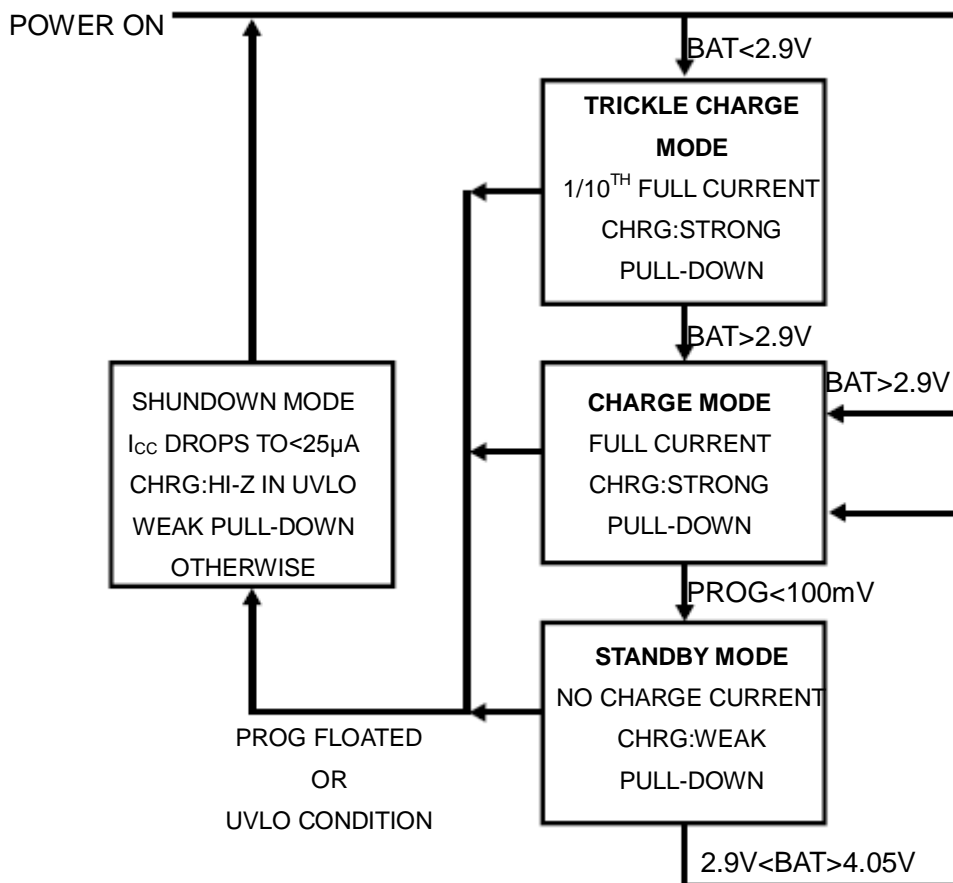 POWER ON
BAT<2.9V
TRICKLE CHARGE
MODE
1/10TH FULL CURRENT
CHRG:STRONG
PULL-DOWN
BAT>2.9V
BAT>2.9V
SHUNDOWN MODE
ICC DROPS TO<25µA
CHRG:HI-Z IN UVLO
WEAK PULL-DOWN
OTHERWISE
CHARGE MODE
FULL CURRENT
CHRG:STRONG
PULL-DOWN
PROG<100mV
STANDBY MODE
NO CHARGE CURRENT
CHRG:WEAK
PULL-DOWN
PROG FLOATED
OR
UVLO CONDITION
2.9V<BAT>4.05V